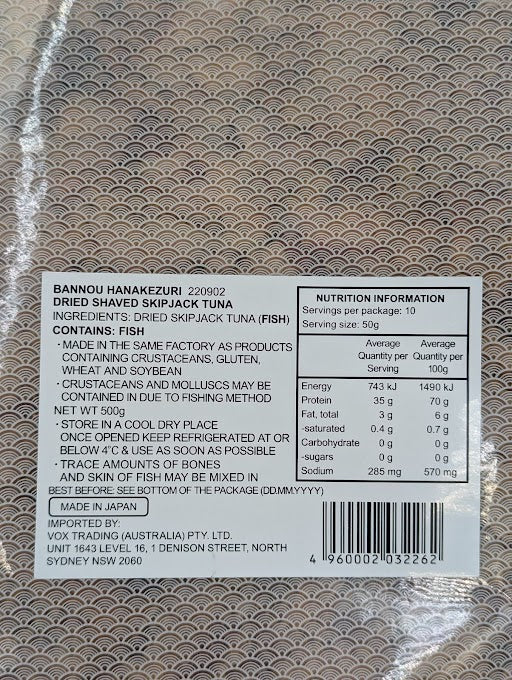 BANNOU HANAKEZURI 220902
DRIED SHAVED SKIPJACK TUNA
INGREDIENTS: DRIED SKIPJACK TUNA (FISH)
CONTAINS: FISH
· MADE IN THE SAME FACTORY AS PRODUCTS
CONTAINING CRUSTACEANS, GLUTEN,
WHEAT AND SOYBEAN
· CRUSTACEANS AND MOLLUSCS MAY BE
CONTAINED IN DUE TO FISHING METHOD
NET WT 500g
· STORE IN A COOL DRY PLACE
ONCE OPENED KEEP REFRIGERATED AT OR
BELOW 4°C & USE AS SOON AS POSSIBLE
· TRACE AMOUNTS OF BONES
AND SKIN OF FISH MAY BE MIXED IN
BEST BEFORE: SEE BOTTOM OF THE PACKAGE (DD.MM.YYYY)
MADE IN JAPAN
IMPORTED BY:
VOX TRADING (AUSTRALIA) PTY. LTD.
UNIT 1643 LEVEL 16, 1 DENISON STREET, NORTH
SYDNEY NSW 2060
NUTRITION INFORMATION
Servings per package: 10
Serving size: 50g
Average Average
Quantity per Quantity per
Serving 100g
Energy 743 kJ 1490 kJ
Protein 35 g 70 g
Fat, total 3 g 6 g
-saturated 0.4 g 0.7 g
Carbohydrate 0 g 0 g
-sugars 0 g 0 g
Sodium 285 mg 570 mg
4 960002 032262